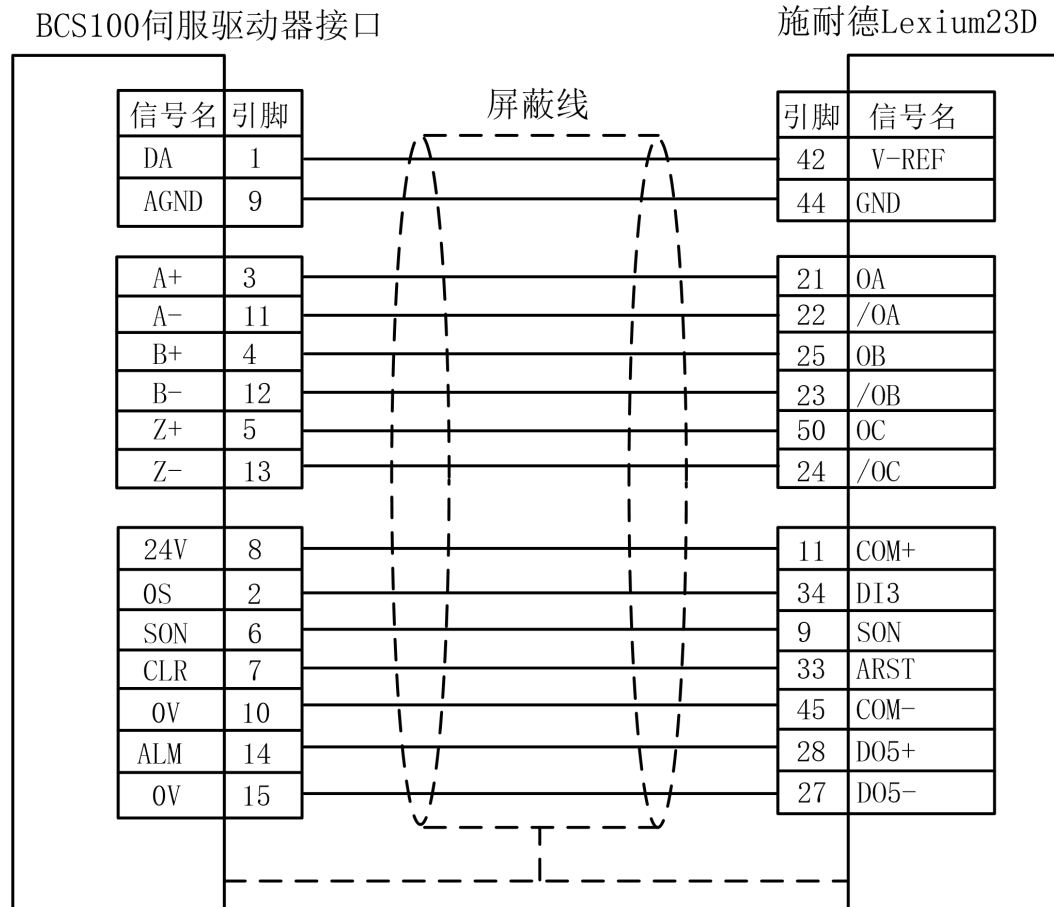 BCS100伺服驱动器接口
施耐德Lexium23D
屏蔽线
信号名 引脚 引脚 信号名
DA 1 42 V-REF
AGND 9 44 GND
A+ 3 21 OA
A- 11 22 /OA
B+ 4 25 OB
B- 12 23 /OB
Z+ 5 50 OC
Z- 13 24 /OC
24V 8 11 COM+
OS 2 34 DI3
SON 6 9 SON
CLR 7 33 ARST
0V 10 45 COM-
ALM 14 28 DO5+
0V 15 27 DO5-